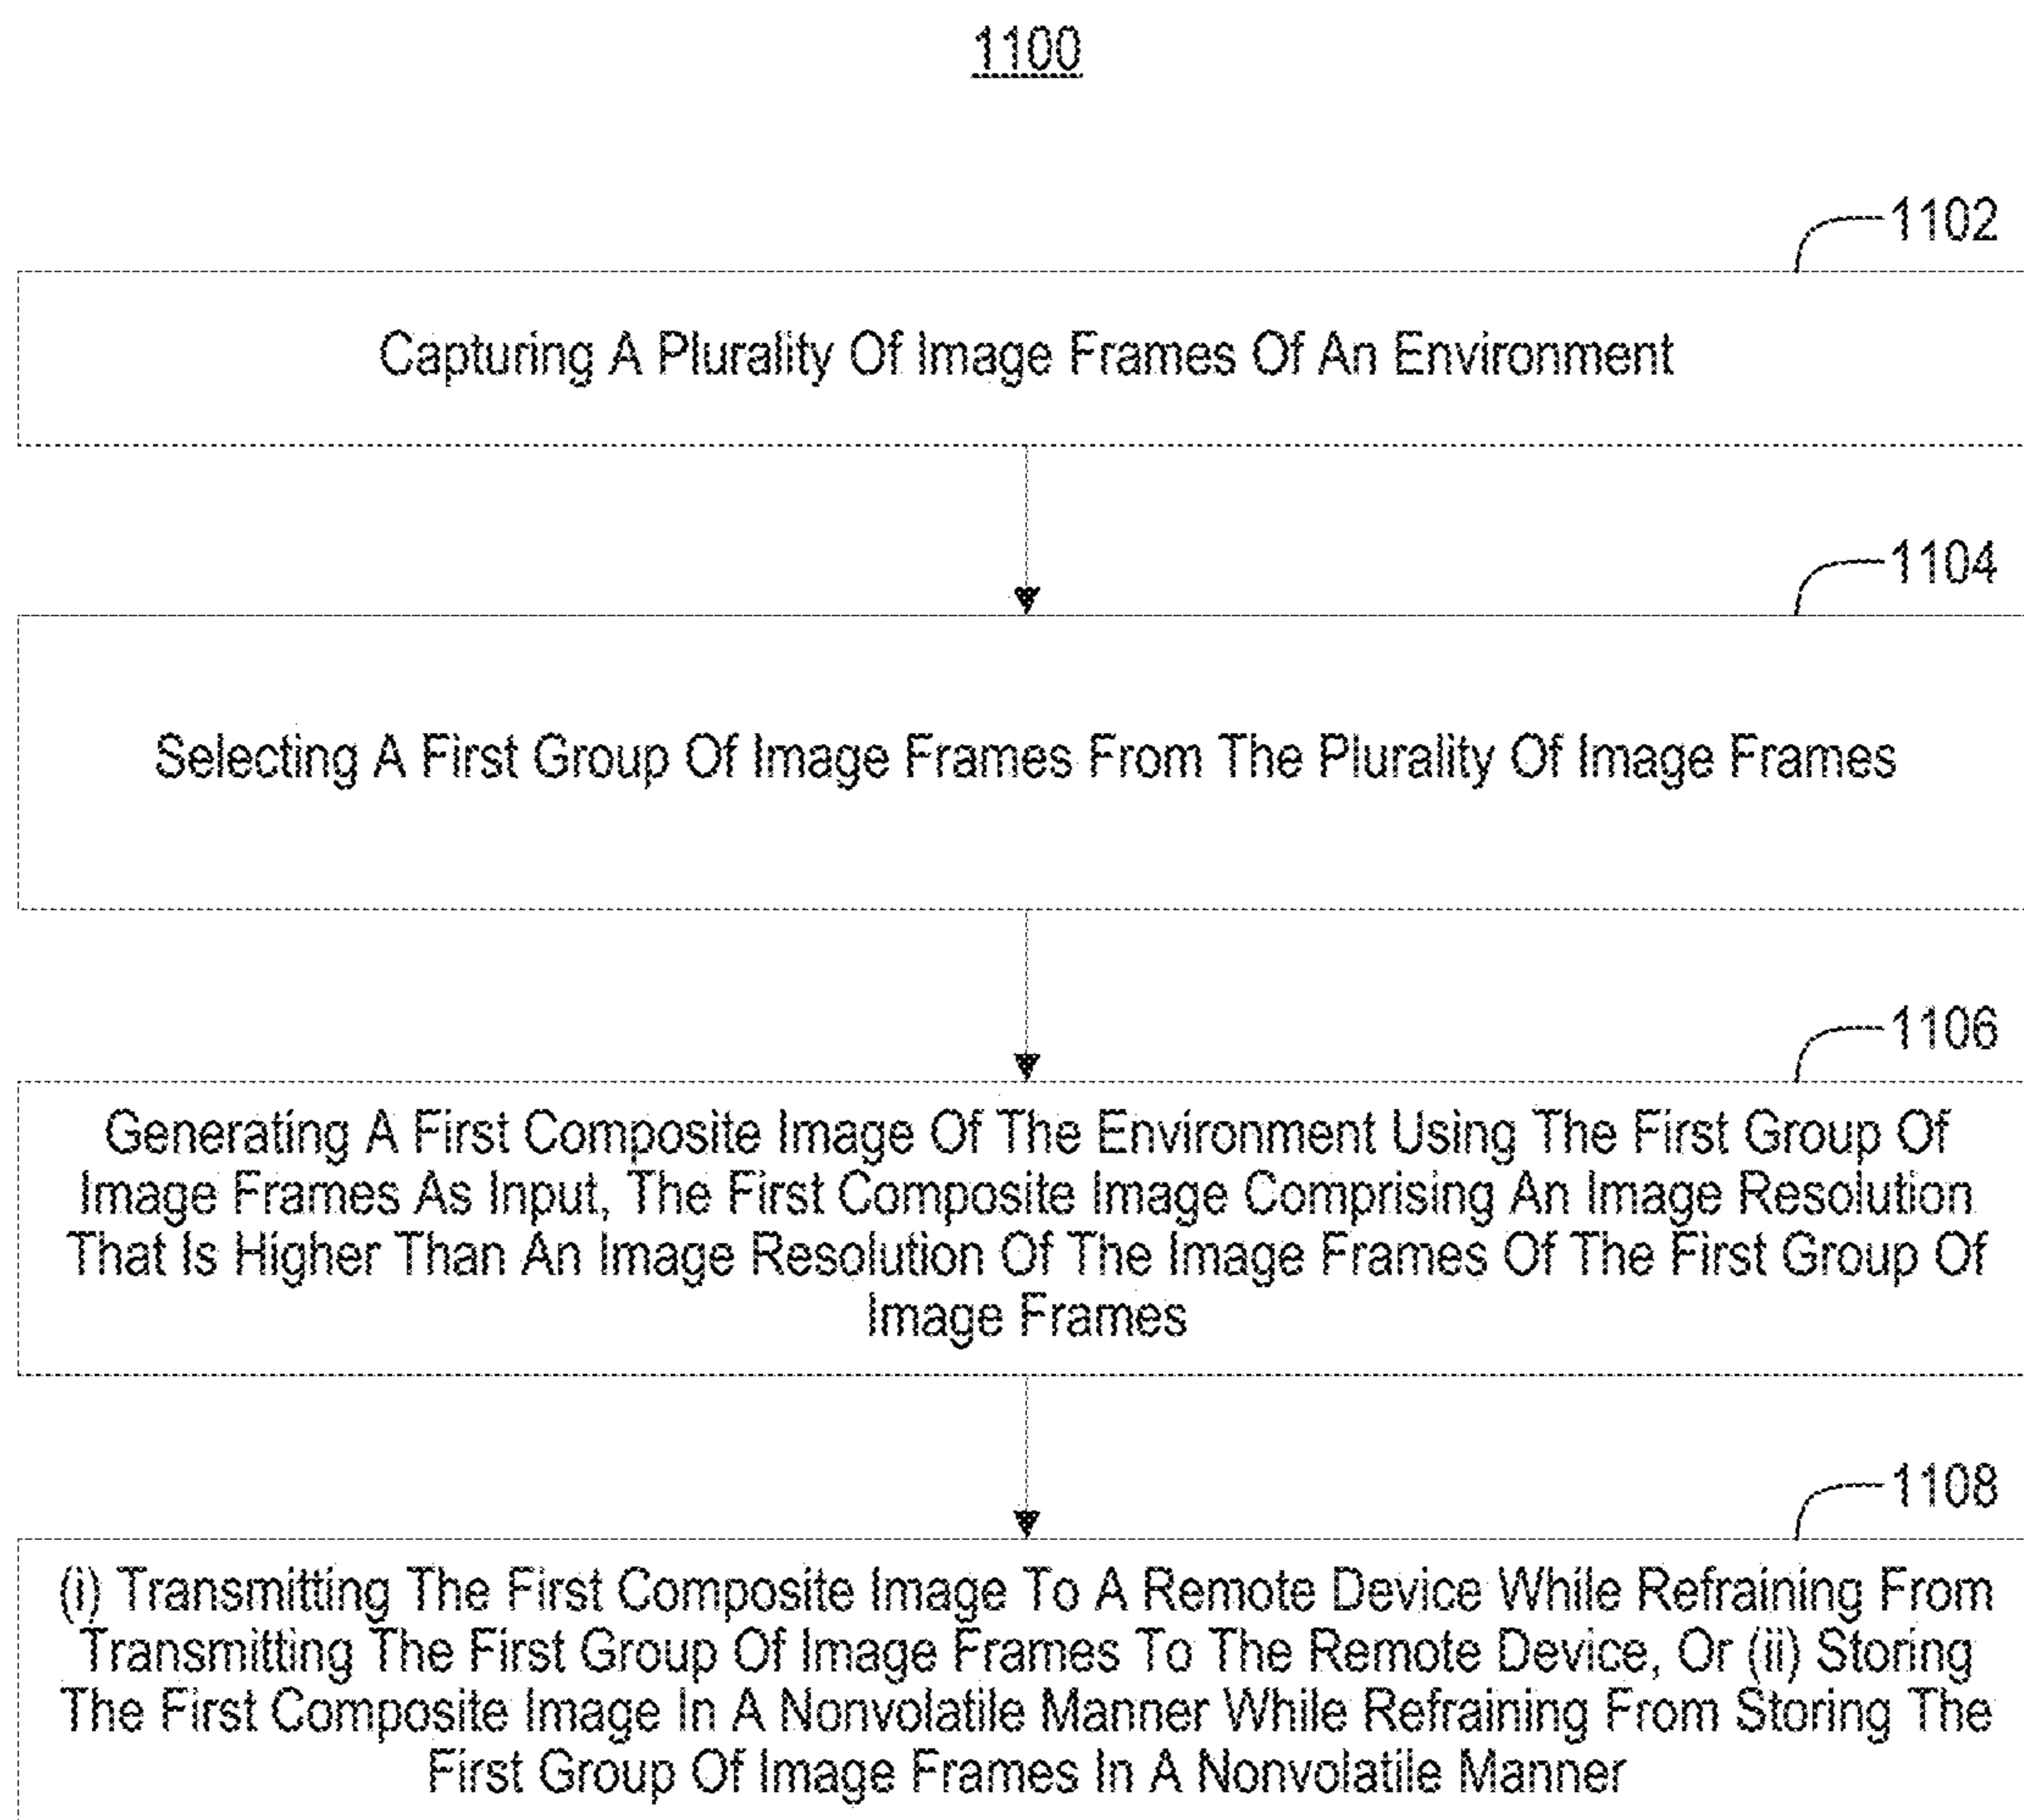 1100
1102
Capturing A Plurality Of Image Frames Of An Environment
1104
Selecting A First Group Of Image Frames From The Plurality Of Image Frames
1106
Generating A First Composite Image Of The Environment Using The First Group Of
Image Frames As Input, The First Composite Image Comprising An Image Resolution
That Is Higher Than An Image Resolution Of The Image Frames Of The First Group Of
Image Frames
1108
(i) Transmitting The First Composite Image To A Remote Device While Refraining From
Transmitting The First Group Of Image Frames To The Remote Device, Or (ii) Storing
The First Composite Image In A Nonvolatile Manner While Refraining From Storing The
First Group Of Image Frames In A Nonvolatile Manner